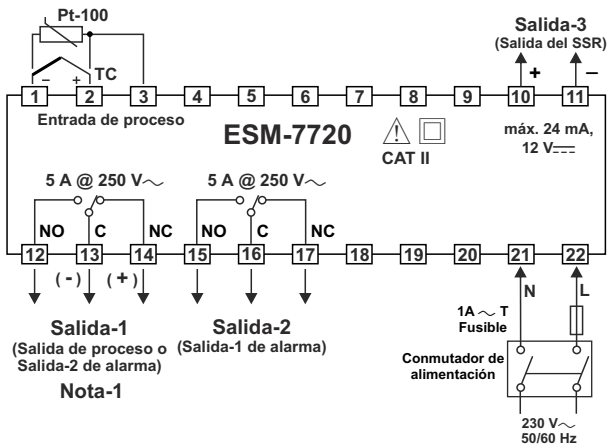 Pt-100
Salida-3
(Salida del SSR)
– + TC
+ –
1 2 3 4 5 6 7 8 9 10 11
Entrada de proceso
ESM-7720
CAT II
máx. 24 mA,
12 V
5 A @ 250 V～ 5 A @ 250 V～
NO C NC NO C NC
12 13 14 15 16 17 18 19 20 21 22
(-) (+)
N L
Salida-1
(Salida de proceso o
Salida-2 de alarma)
Nota-1
Salida-2
(Salida-1 de alarma)
1A ～ T
Fusible
Conmutador de
alimentación
230 V～
50/60 Hz